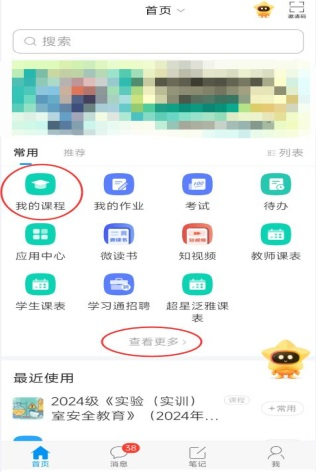 首页
邀请码
搜索
常用 推荐 列表
我的课程 我的作业 考试 待办
应用中心 微读书 知视频 教师课表
学生课表 学习通招聘 超星泛雅课
表
查看更多
最近使用
2024级《实验（实训） 课程
室安全教育》（2024年... +常用
38
首页 消息 笔记 我